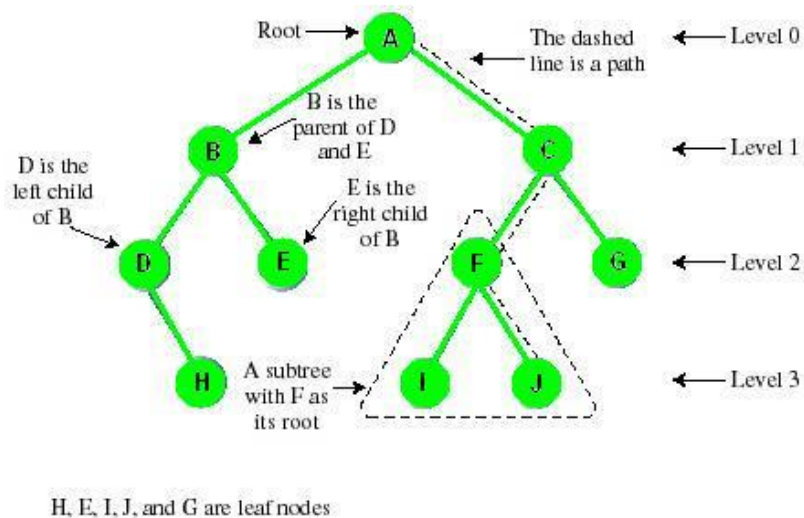 Root
A
The dashed
line is a path
Level 0
B is the
parent of D
and E
B
C
Level 1
D is the
left child
of B
E is the
right child
of B
D
E
F
G
Level 2
H
A subtree
with F as
its root
I
J
Level 3
H, E, I, J, and G are leaf nodes